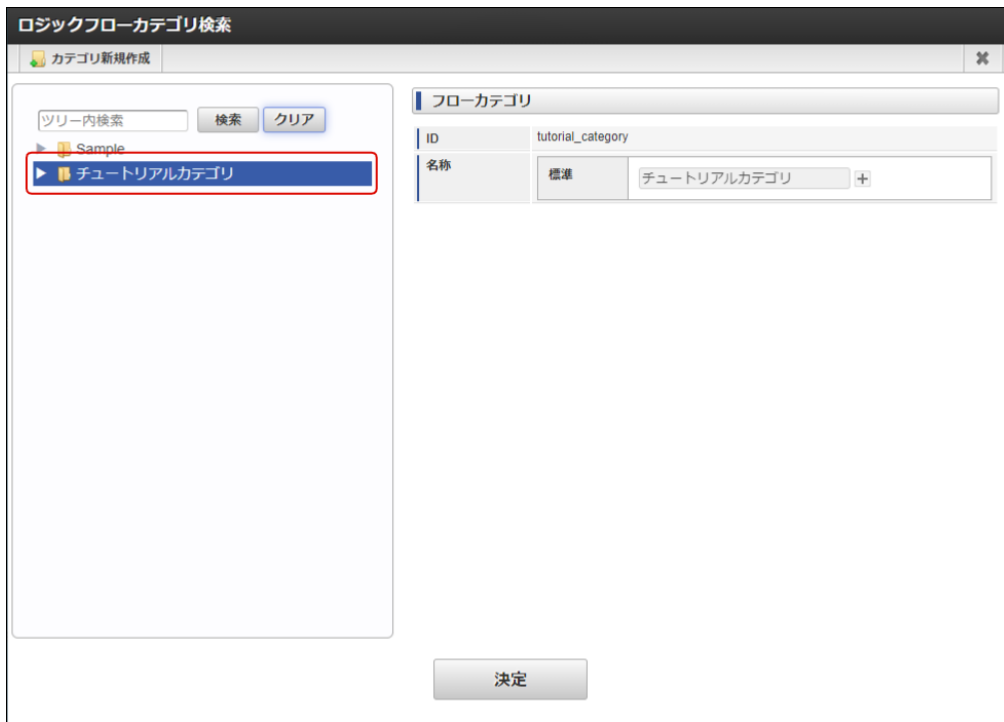 ロジックフローカテゴリ検索
カテゴリ新規作成
ツリー内検索 検索 クリア
Sample
チュートリアルカテゴリ
フローカテゴリ
ID tutorial_category
名称 標準 チュートリアルカテゴリ
決定